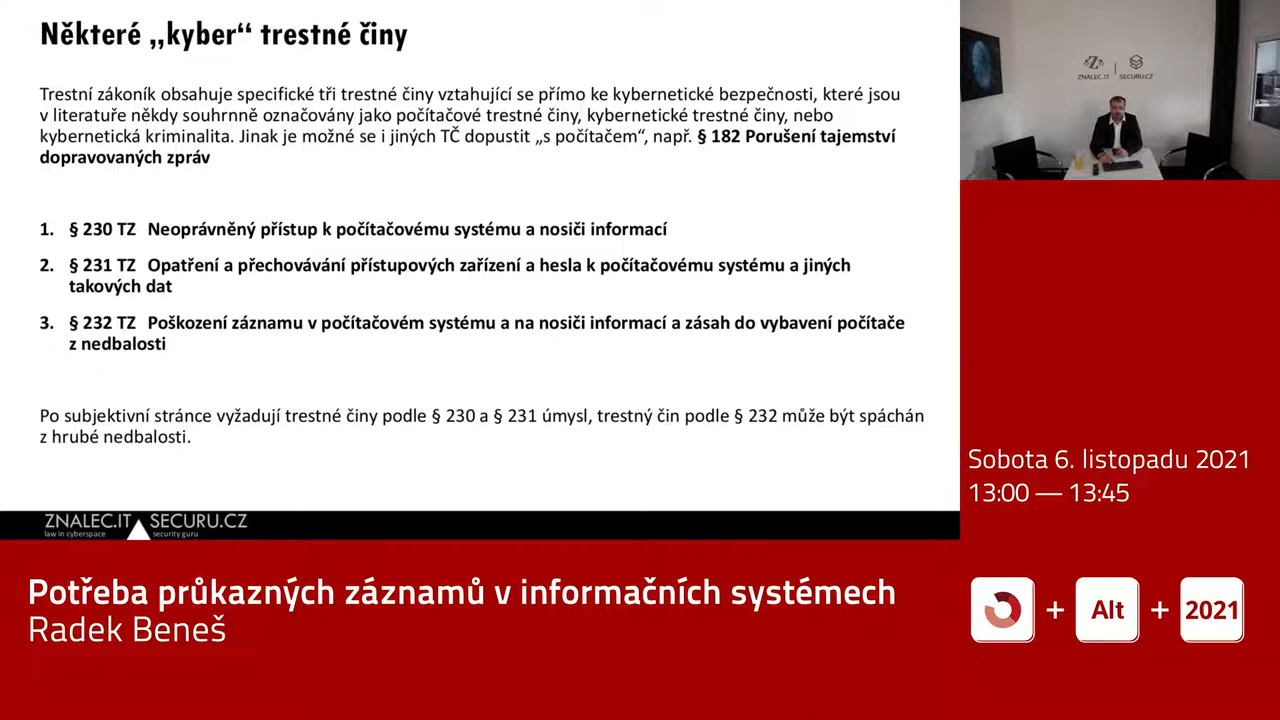 Některé „kyber“ trestné činy
Trestní zákoník obsahuje specifické tři trestné činy vztahující se přímo ke kybernetické bezpečnosti, které jsou
v literatuře někdy souhrnně označovány jako počítačové trestné činy, kybernetické trestné činy, nebo
kybernetická kriminalita. Jinak je možné se i jiných TČ dopustit „s počítačem“, např. § 182 Porušení tajemství
dopravovaných zpráv
1. § 230 TZ Neoprávněný přístup k počítačovému systému a nosiči informací
2. § 231 TZ Opatření a přechovávání přístupových zařízení a hesla k počítačovému systému a jiných
takových dat
3. § 232 TZ Poškození záznamu v počítačovém systému a na nosiči informací a zásah do vybavení počítače
z nedbalosti
Po subjektivní stránce vyžadují trestné činy podle § 230 a § 231 úmysl, trestný čin podle § 232 může být spáchán
z hrubé nedbalosti.
ZNALEC.IT SECURU.CZ
law in cyberspace security guru
Z
ZNALEC.IT | SECURU.CZ
Sobota 6. listopadu 2021
13:00 — 13:45
Potřeba průkazných záznamů v informačních systémech
Radek Beneš
+ Alt + 2021